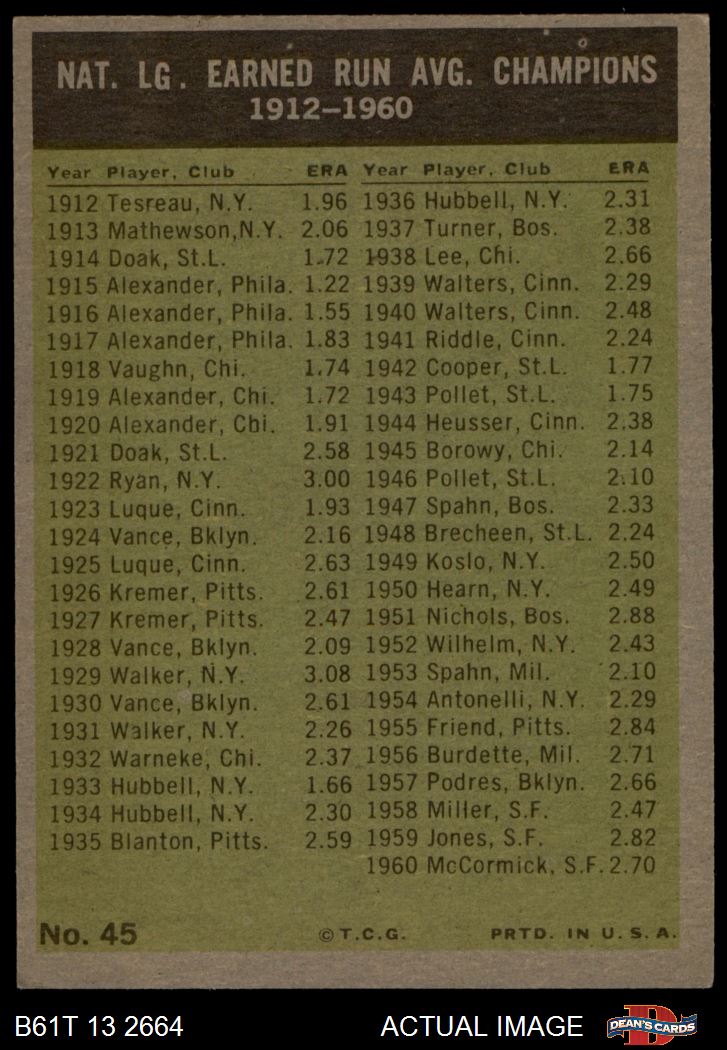 NAT. LG. EARNED RUN AVG. CHAMPIONS
1912–1960
Year Player, Club ERA
1912 Tesreau, N.Y. 1.96
1913 Mathewson, N.Y. 2.06
1914 Doak, St.L. 1.72
1915 Alexander, Phila. 1.22
1916 Alexander, Phila. 1.55
1917 Alexander, Phila. 1.83
1918 Vaughn, Chi. 1.74
1919 Alexander, Chi. 1.72
1920 Alexander, Chi. 1.91
1921 Doak, St.L. 2.58
1922 Ryan, N.Y. 3.00
1923 Luque, Cinn. 1.93
1924 Vance, Bklyn. 2.16
1925 Luque, Cinn. 2.63
1926 Kremer, Pitts. 2.61
1927 Kremer, Pitts. 2.47
1928 Vance, Bklyn. 2.09
1929 Walker, N.Y. 3.08
1930 Vance, Bklyn. 2.61
1931 Walker, N.Y. 2.26
1932 Warneke, Chi. 2.37
1933 Hubbell, N.Y. 1.66
1934 Hubbell, N.Y. 2.30
1935 Blanton, Pitts. 2.59
Year Player, Club ERA
1936 Hubbell, N.Y. 2.31
1937 Turner, Bos. 2.38
1938 Lee, Chi. 2.66
1939 Walters, Cinn. 2.29
1940 Walters, Cinn. 2.48
1941 Riddle, Cinn. 2.24
1942 Cooper, St.L. 1.77
1943 Pollet, St.L. 1.75
1944 Heusser, Cinn. 2.38
1945 Borowy, Chi. 2.14
1946 Pollet, St.L. 2.10
1947 Spahn, Bos. 2.33
1948 Brecheen, St.L. 2.24
1949 Koslo, N.Y. 2.50
1950 Hearn, N.Y. 2.49
1951 Nichols, Bos. 2.88
1952 Wilhelm, N.Y. 2.43
1953 Spahn, Mil. 2.10
1954 Antonelli, N.Y. 2.29
1955 Friend, Pitts. 2.84
1956 Burdette, Mil. 2.71
1957 Podres, Bklyn. 2.66
1958 Miller, S.F. 2.47
1959 Jones, S.F. 2.82
1960 McCormick, S.F. 2.70
No. 45 ©T.C.G. PRTD. IN U.S.A.
B61T 13 2664 ACTUAL IMAGE DEAN'S CARDS